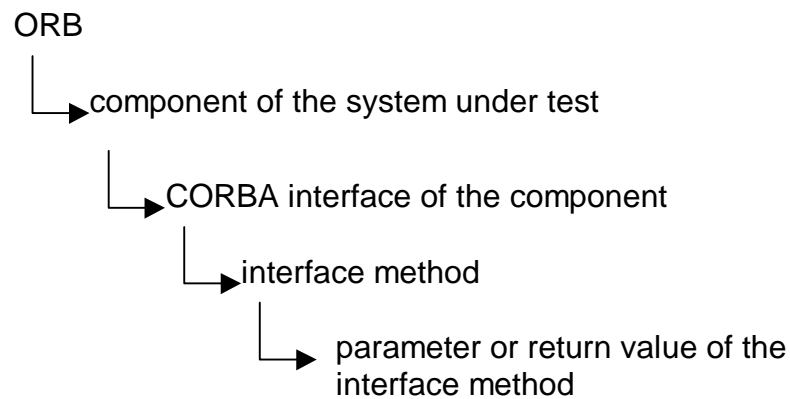 ORB
component of the system under test
CORBA interface of the component
interface method
parameter or return value of the
interface method